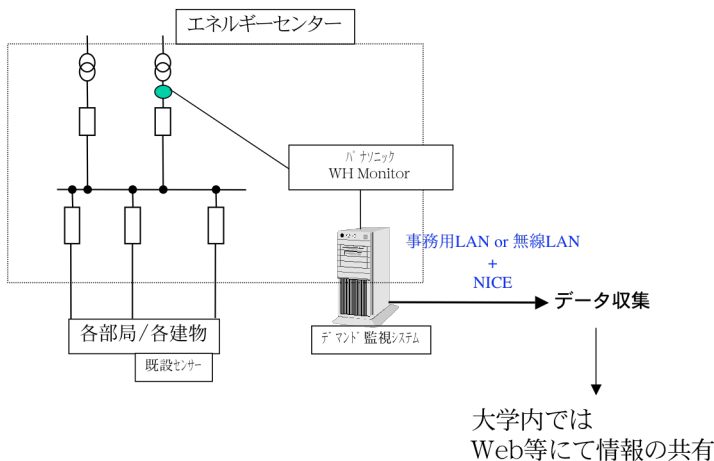 エネルギーセンター
ﾊﾟﾅｿﾆｯｸ
WH Monitor
事務用LAN or 無線LAN
+
NICE
データ収集
ﾃﾞﾏﾝﾄﾞ監視ｼｽﾃﾑ
各部局/各建物
既設ｾﾝｻｰ
大学内では
Web等にて情報の共有